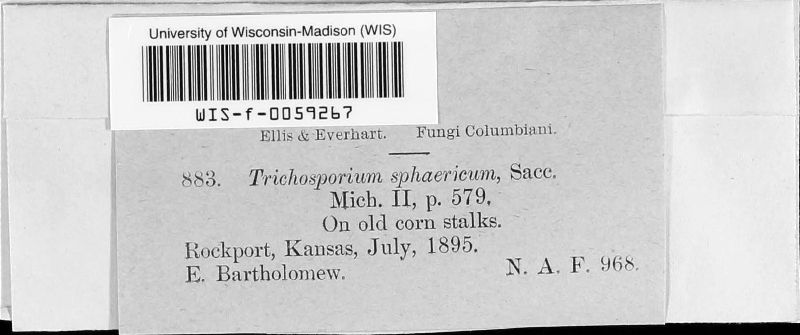 University of Wisconsin-Madison (WIS)
WIS-f-0059267
Ellis & Everhart. Fungi Columbiani.
883. Trichosporium sphaericum, Sacc.
Mich. II, p. 579.
On old corn stalks.
Rockport, Kansas, July, 1895.
E. Bartholomew. N. A. F. 968.